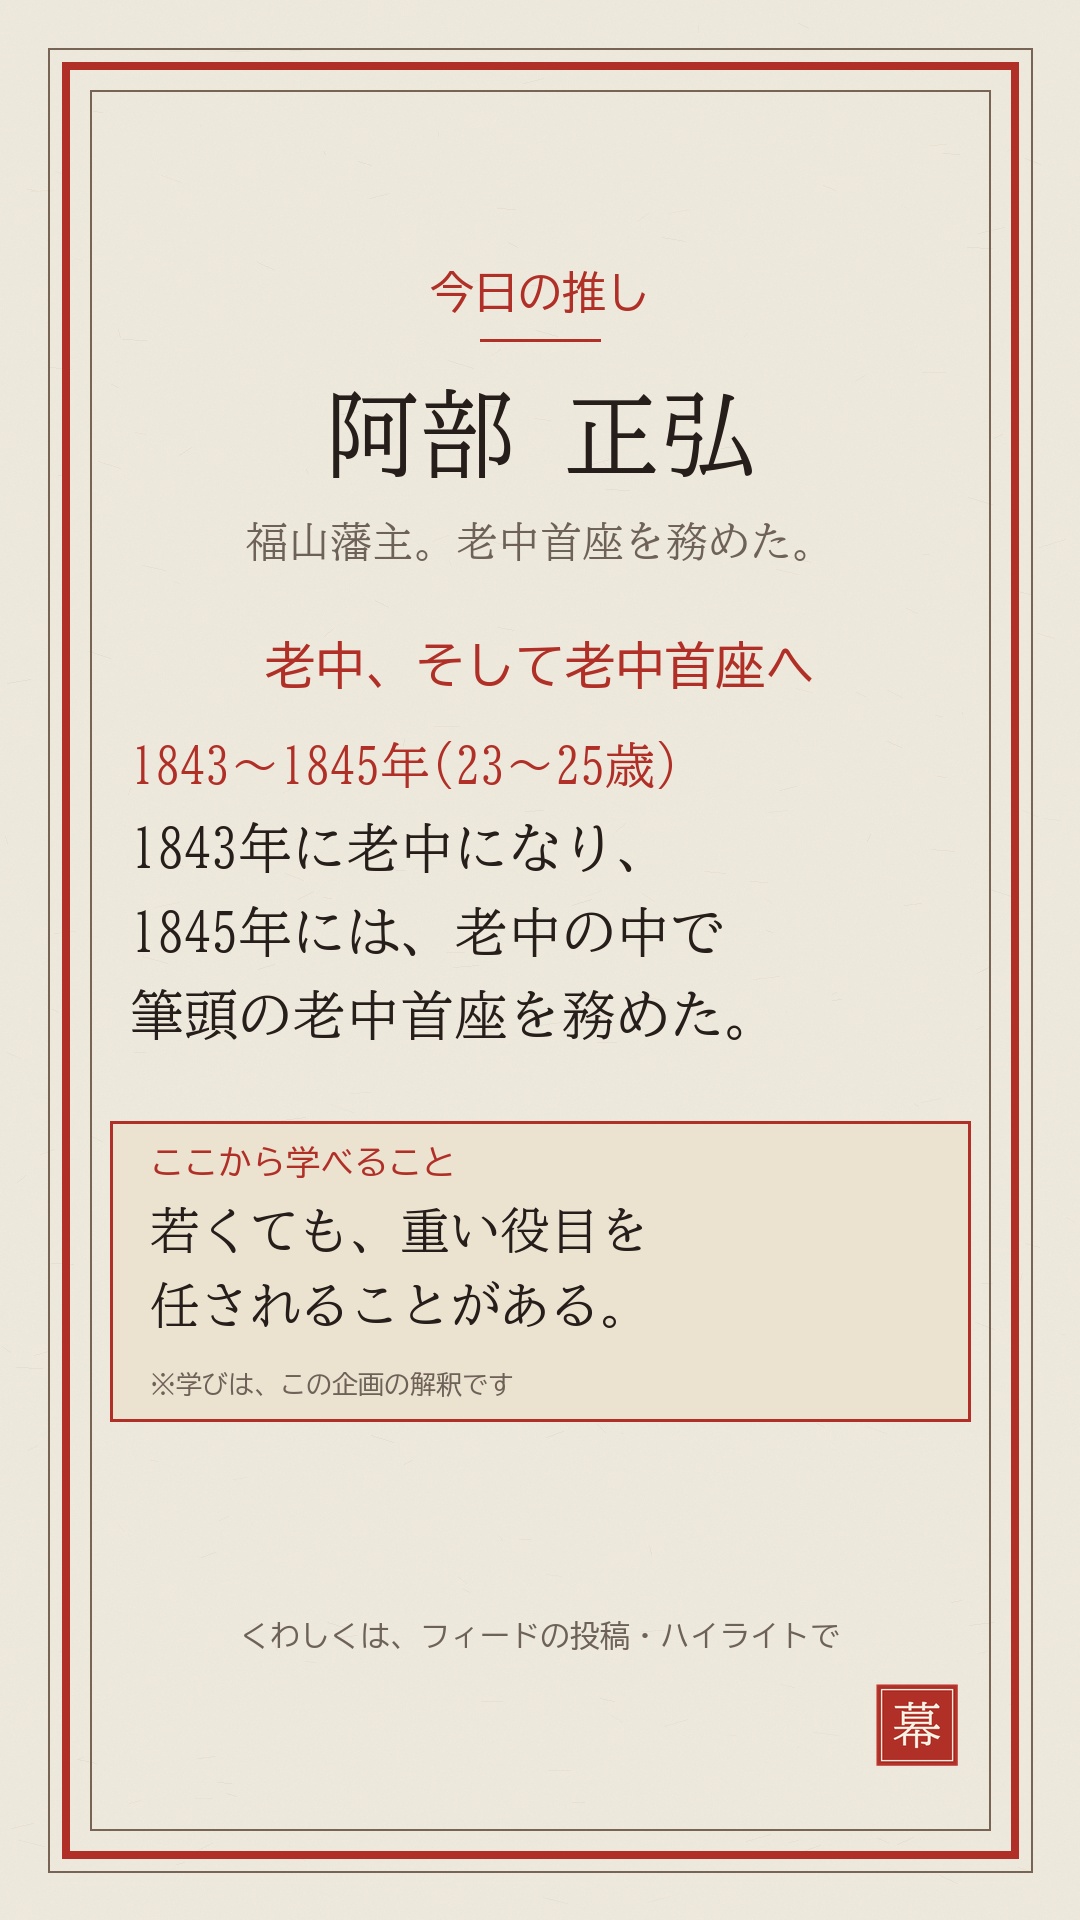 今日の推し
阿部 正弘
福山藩主。老中首座を務めた。
老中、そして老中首座へ
1843〜1845年(23〜25歳)
1843年に老中になり、
1845年には、老中の中で
筆頭の老中首座を務めた。
ここから学べること
若くても、重い役目を
任されることがある。
※学びは、この企画の解釈です
くわしくは、フィードの投稿・ハイライトで
幕